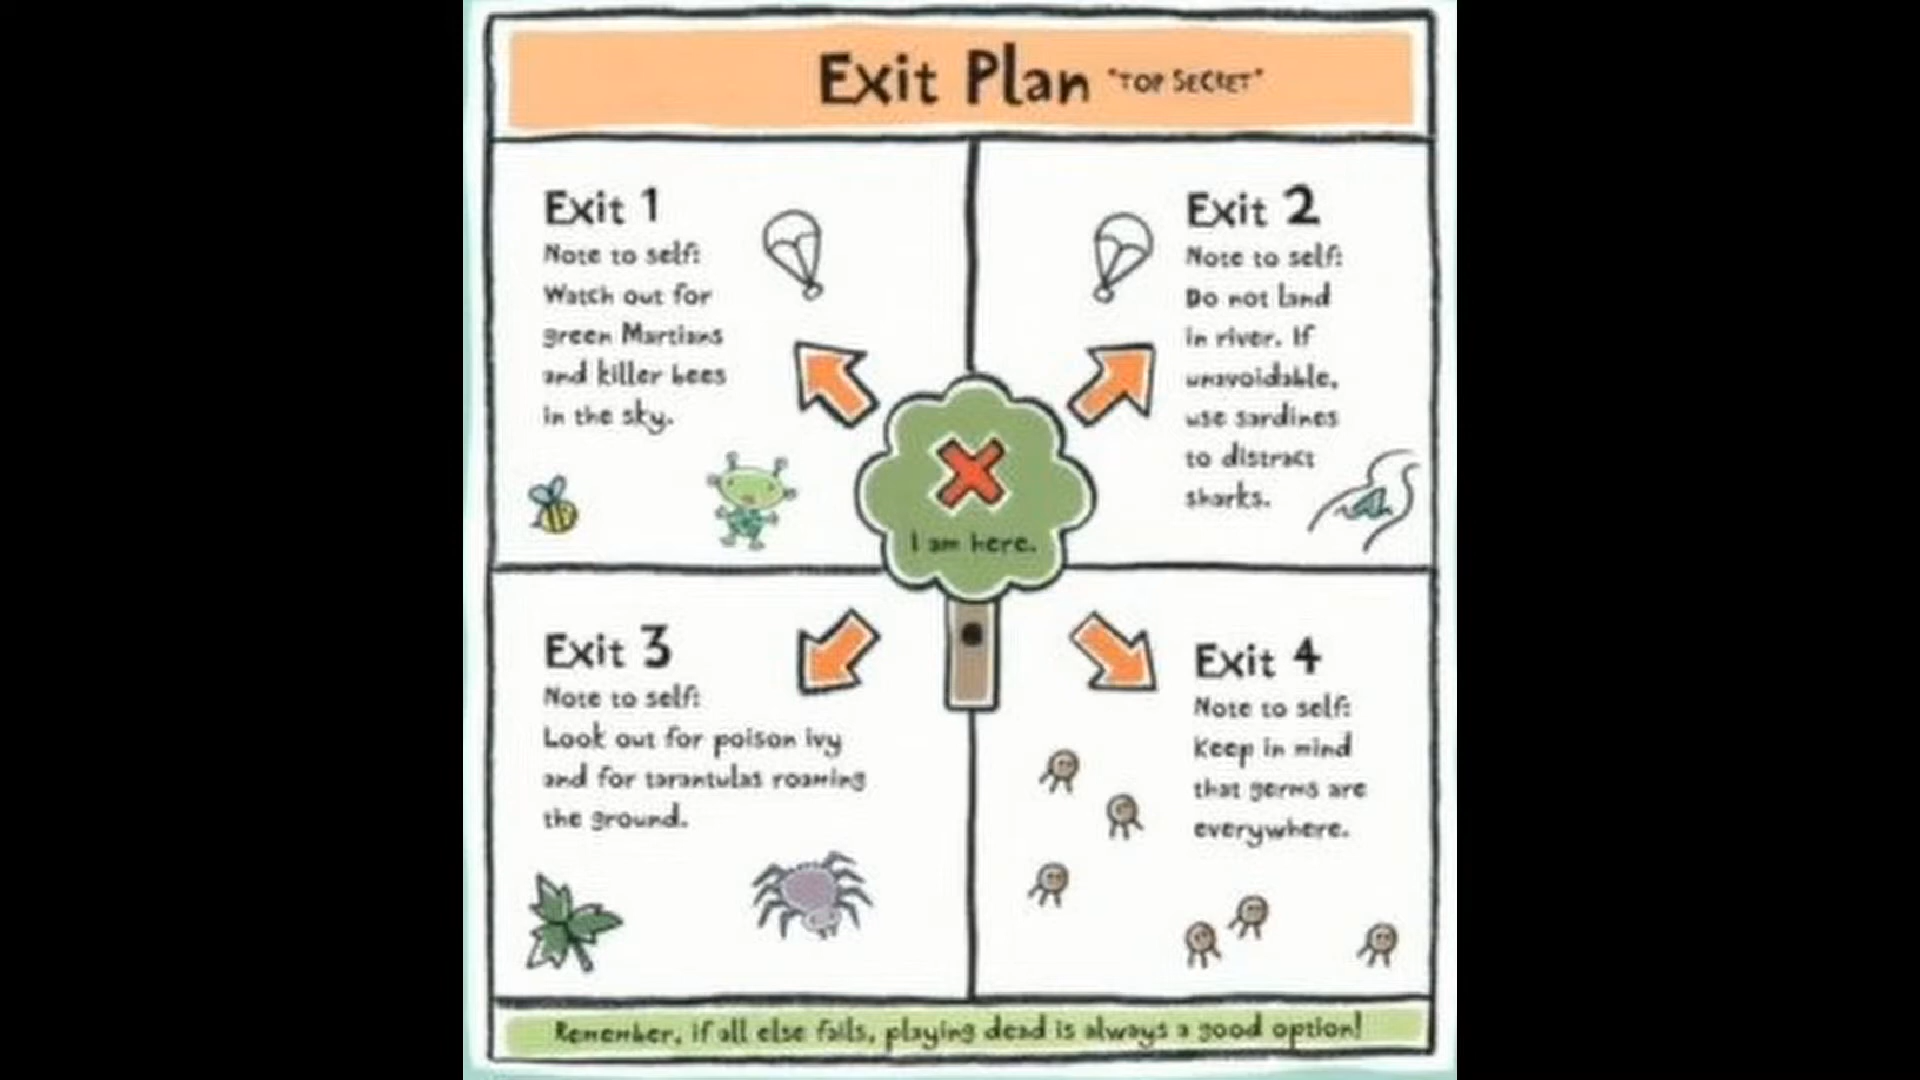 Exit Plan "TOP SECRET"
Exit 1
Note to self:
Watch out for
green Martians
and killer bees
in the sky.
Exit 2
Note to self:
Do not land
in river. If
unavoidable,
use sardines
to distract
sharks.
I am here.
Exit 3
Note to self:
Look out for poison ivy
and for tarantulas roaming
the ground.
Exit 4
Note to self:
Keep in mind
that germs are
everywhere.
Remember, if all else fails, playing dead is always a good option!